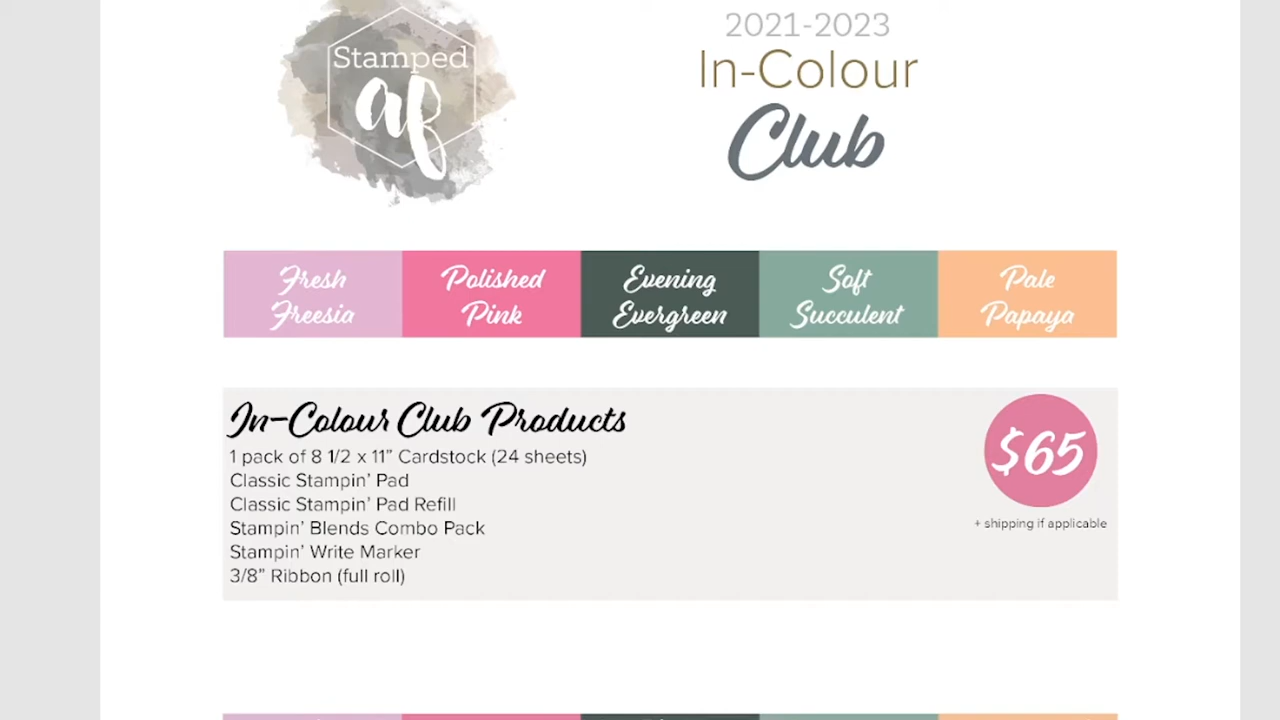 Stamped
af
2021-2023
In-Colour
Club
Fresh
Freesia
Polished
Pink
Evening
Evergreen
Soft
Succulent
Pale
Papaya
In-Colour Club Products
1 pack of 8 1/2 x 11” Cardstock (24 sheets)
Classic Stampin’ Pad
Classic Stampin’ Pad Refill
Stampin’ Blends Combo Pack
Stampin’ Write Marker
3/8” Ribbon (full roll)
$65
+ shipping if applicable